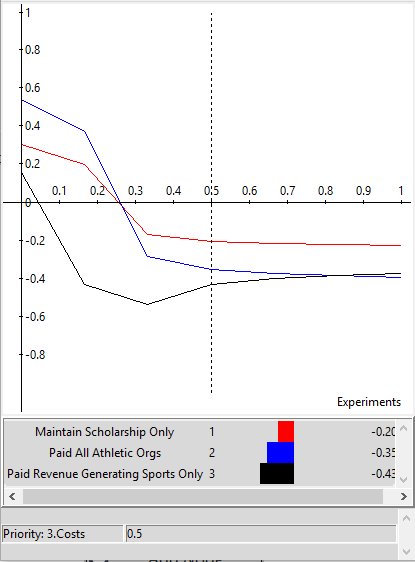 1
0.8
0.6
0.4
0.2
0.1 0.2 0.3 0.4 0.5 0.6 0.7 0.8 0.9 1
0
-0.2
-0.4
-0.6
-0.8
Experiments
Maintain Scholarship Only 1 -0.20
Paid All Athletic Orgs 2 -0.35
Paid Revenue Generating Sports Only 3 -0.43
Priority: 3.Costs 0.5